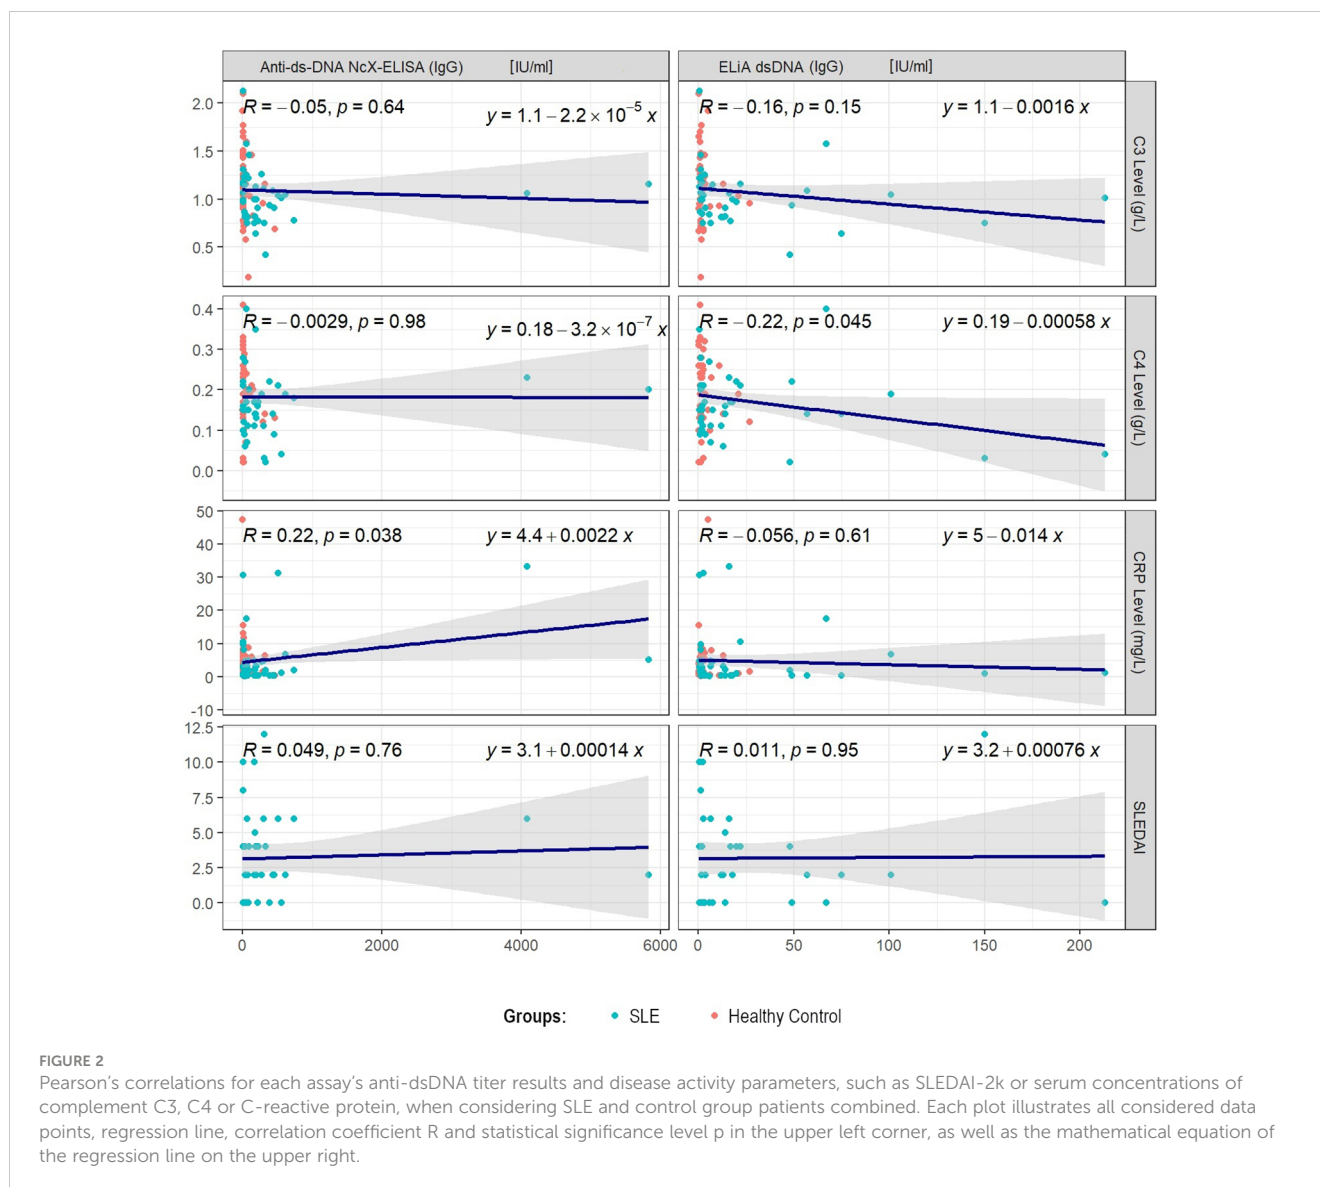 Anti-ds-DNA NcX-ELISA (IgG) [IU/ml]
ELiA dsDNA (IgG) [IU/ml]
R = −0.05, p = 0.64
y = 1.1 − 2.2 × 10⁻⁵ x
R = −0.16, p = 0.15
y = 1.1 − 0.0016 x
2.0
1.5
1.0
0.5
C3 Level (g/L)
R = −0.0029, p = 0.98
y = 0.18 − 3.2 × 10⁻⁷ x
R = −0.22, p = 0.045
y = 0.19 − 0.00058 x
0.4
0.3
0.2
0.1
0.0
C4 Level (g/L)
R = 0.22, p = 0.038
y = 4.4 + 0.0022 x
R = −0.056, p = 0.61
y = 5 − 0.014 x
50
40
30
20
10
0
-10
CRP Level (mg/L)
R = 0.049, p = 0.76
y = 3.1 + 0.00014 x
R = 0.011, p = 0.95
y = 3.2 + 0.00076 x
12.5
10.0
7.5
5.0
2.5
0.0
SLEDAI
0 2000 4000 6000
0 50 100 150 200
Groups: SLE Healthy Control
FIGURE 2
Pearson's correlations for each assay's anti-dsDNA titer results and disease activity parameters, such as SLEDAI-2k or serum concentrations of
complement C3, C4 or C-reactive protein, when considering SLE and control group patients combined. Each plot illustrates all considered data
points, regression line, correlation coefficient R and statistical significance level p in the upper left corner, as well as the mathematical equation of
the regression line on the upper right.